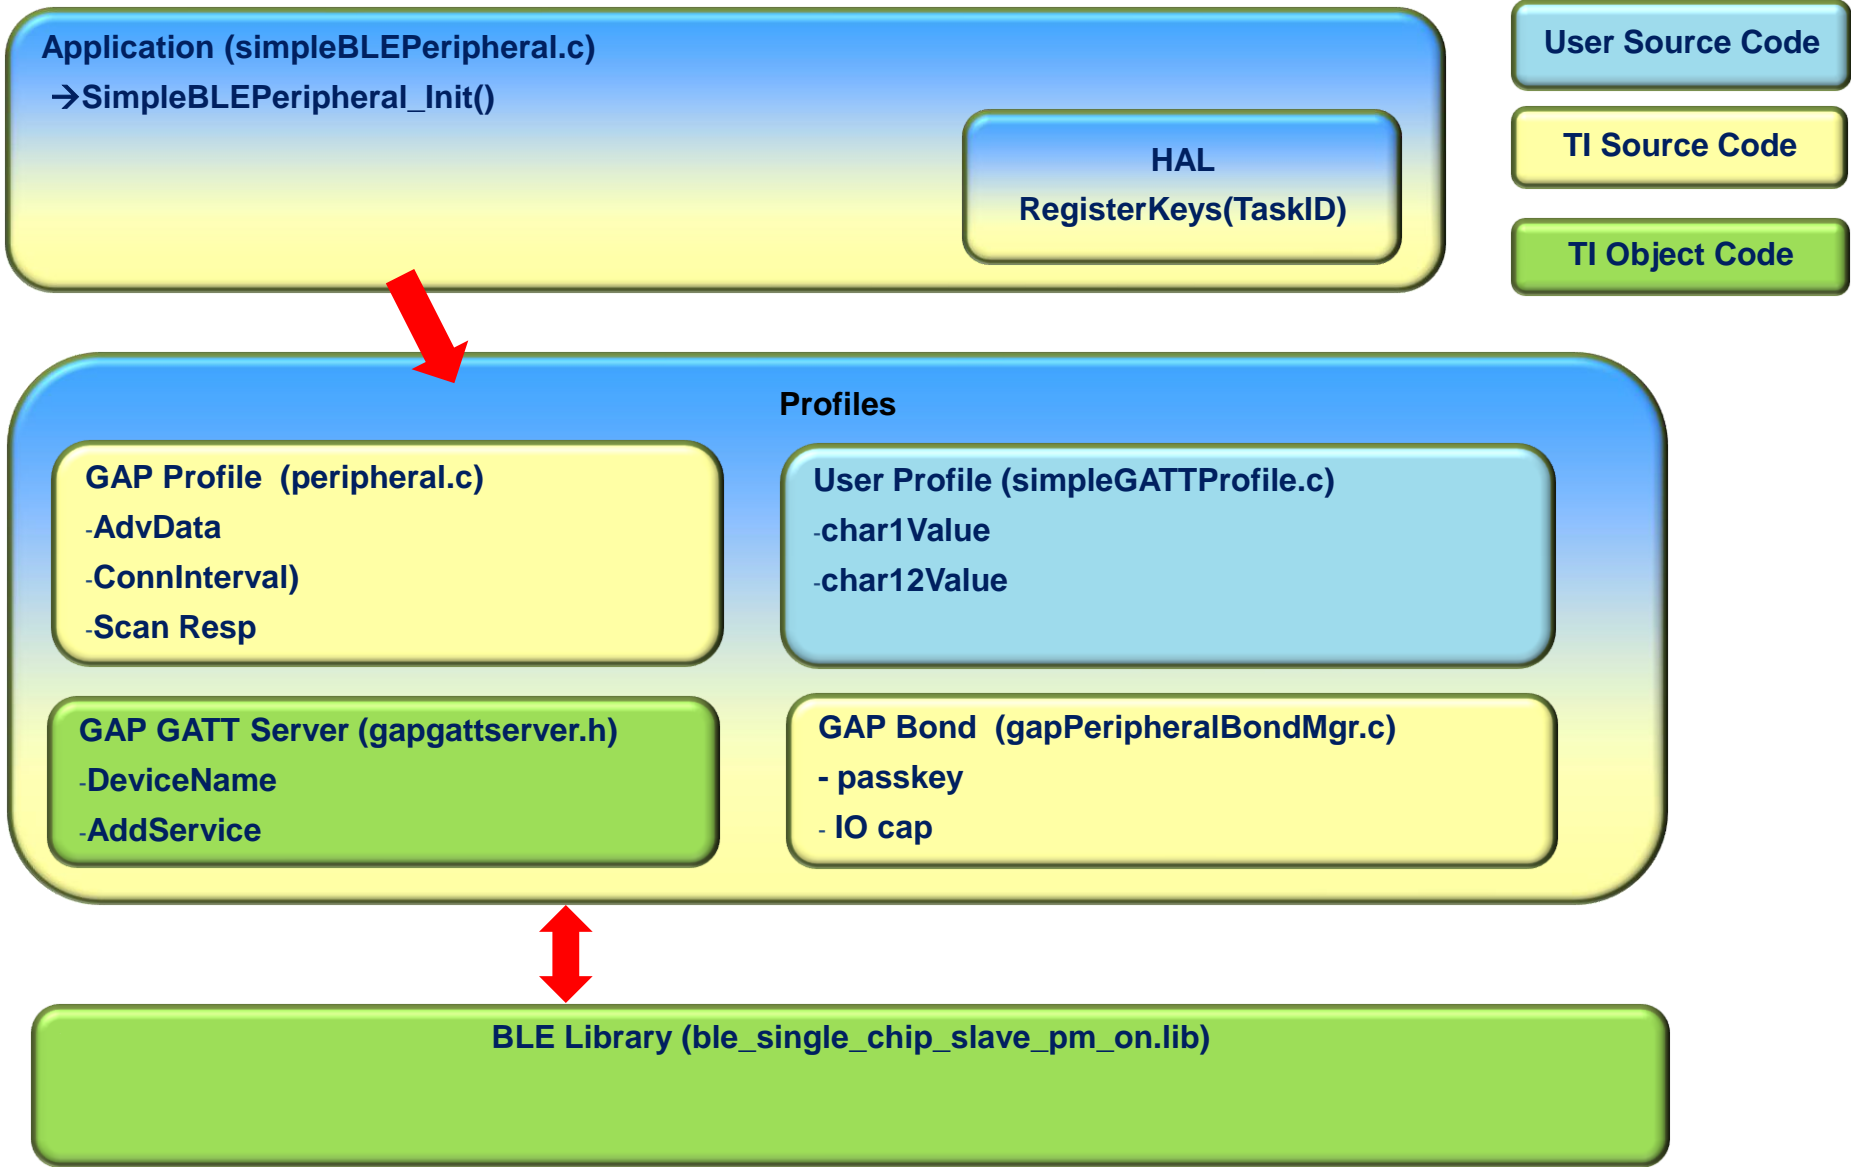 Application (simpleBLEPeripheral.c)
→SimpleBLEPeripheral_Init()
HAL
RegisterKeys(TaskID)
User Source Code
TI Source Code
TI Object Code
Profiles
GAP Profile (peripheral.c)
-AdvData
-ConnInterval)
-Scan Resp
User Profile (simpleGATTProfile.c)
-char1Value
-char12Value
GAP GATT Server (gapgattserver.h)
-DeviceName
-AddService
GAP Bond (gapPeripheralBondMgr.c)
- passkey
- IO cap
BLE Library (ble_single_chip_slave_pm_on.lib)